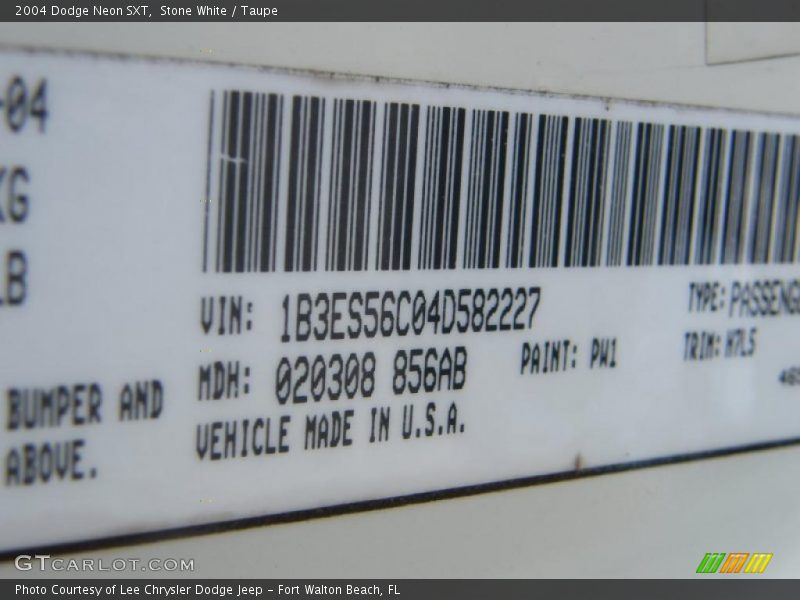 2004 Dodge Neon SXT, Stone White / Taupe
-04
KG
LB
VIN: 1B3ES56C04D582227
TYPE: PASSENGE
MDH: 020308 856AB
PAINT: PW1
TRIM: H7L5
BUMPER AND
VEHICLE MADE IN U.S.A.
ABOVE.
GTCARLOT.COM
Photo Courtesy of Lee Chrysler Dodge Jeep - Fort Walton Beach, FL